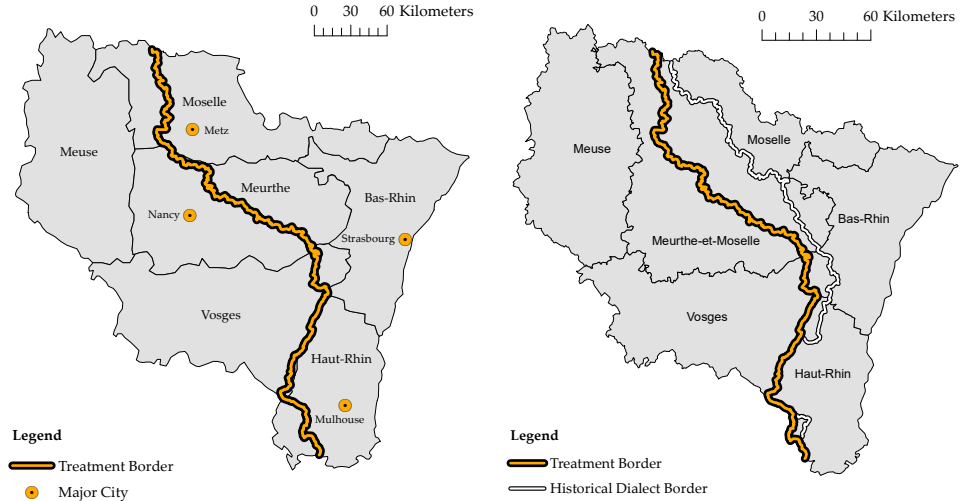 0 30 60 Kilometers
Moselle
Metz
Meuse
Meurthe
Bas-Rhin
Nancy
Strasbourg
Vosges
Haut-Rhin
Mulhouse
Legend
Treatment Border
Major City
0 30 60 Kilometers
Moselle
Meuse
Bas-Rhin
Meurthe-et-Moselle
Vosges
Haut-Rhin
Legend
Treatment Border
Historical Dialect Border